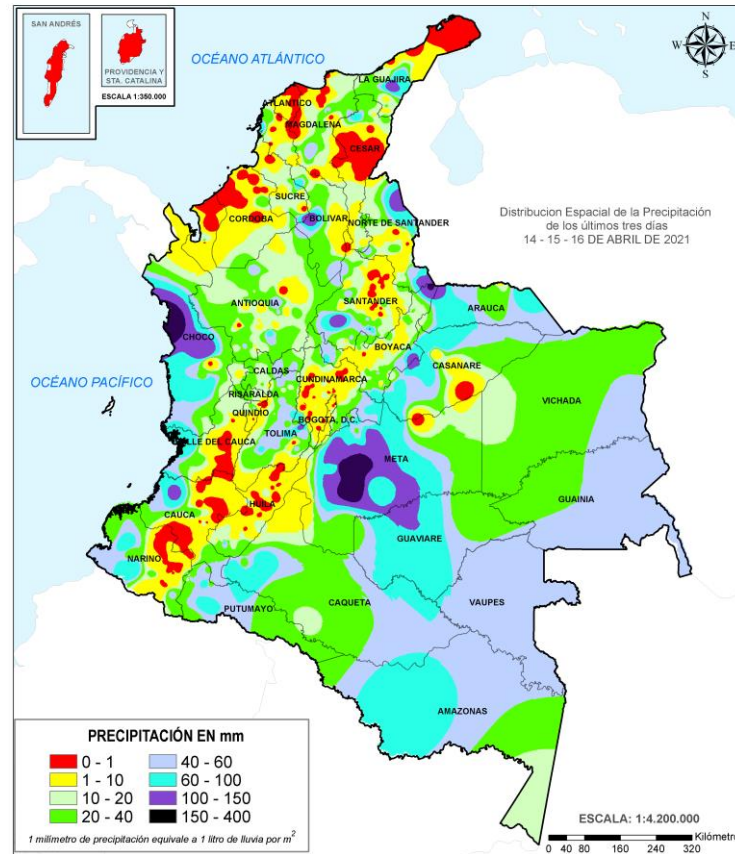 SAN ANDRÉS
PROVIDENCIA Y
STA. CATALINA
ESCALA 1:350.000
OCÉANO ATLÁNTICO
N
W
E
S
LA GUAJIRA
ATLANTICO
MAGDALENA
CESAR
SUCRE
CORDOBA
BOLIVAR
NORTE DE SANTANDER
Distribucion Espacial de la Precipitación
de los últimos tres días
14 - 15 - 16 DE ABRIL DE 2021
ANTIOQUIA
SANTANDER
ARAUCA
CHOCO
BOYACA
CASANARE
OCÉANO PACÍFICO
CALDAS
CUNDINAMARCA
RISARALDA
VICHADA
QUINDIO
BOGOTA, D.C.
TOLIMA
VALLE DEL CAUCA
META
GUAINIA
HUILA
CAUCA
GUAVIARE
NARIÑO
CAQUETA
VAUPES
PUTUMAYO
AMAZONAS
PRECIPITACIÓN EN mm
0 - 1
40 - 60
1 - 10
60 - 100
10 - 20
100 - 150
20 - 40
150 - 400
1 milímetro de precipitación equivale a 1 litro de lluvia por m²
ESCALA: 1:4.200.000
Kilómetro
0 40 80 160 240 320